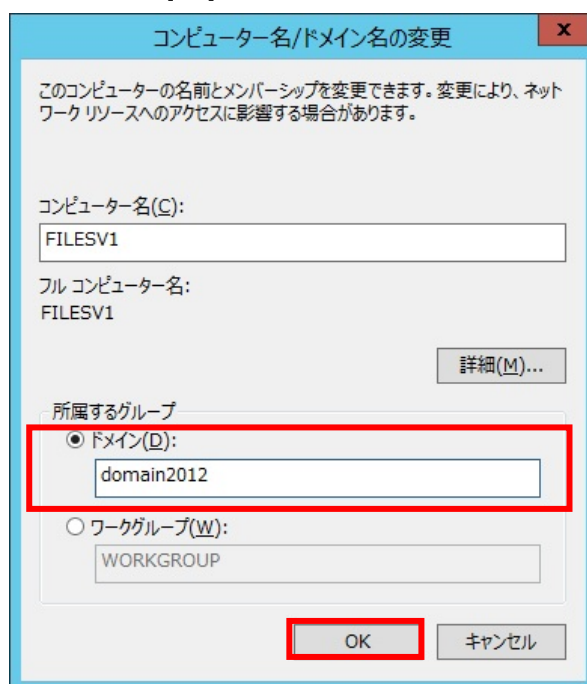 コンピューター名/ドメイン名の変更
x
このコンピューターの名前とメンバーシップを変更できます。変更により、ネット
ワーク リソースへのアクセスに影響する場合があります。
コンピューター名(C):
FILESV1
フル コンピューター名:
FILESV1
詳細(M)...
所属するグループ
ドメイン(D):
domain2012
ワークグループ(W):
WORKGROUP
OK
キャンセル